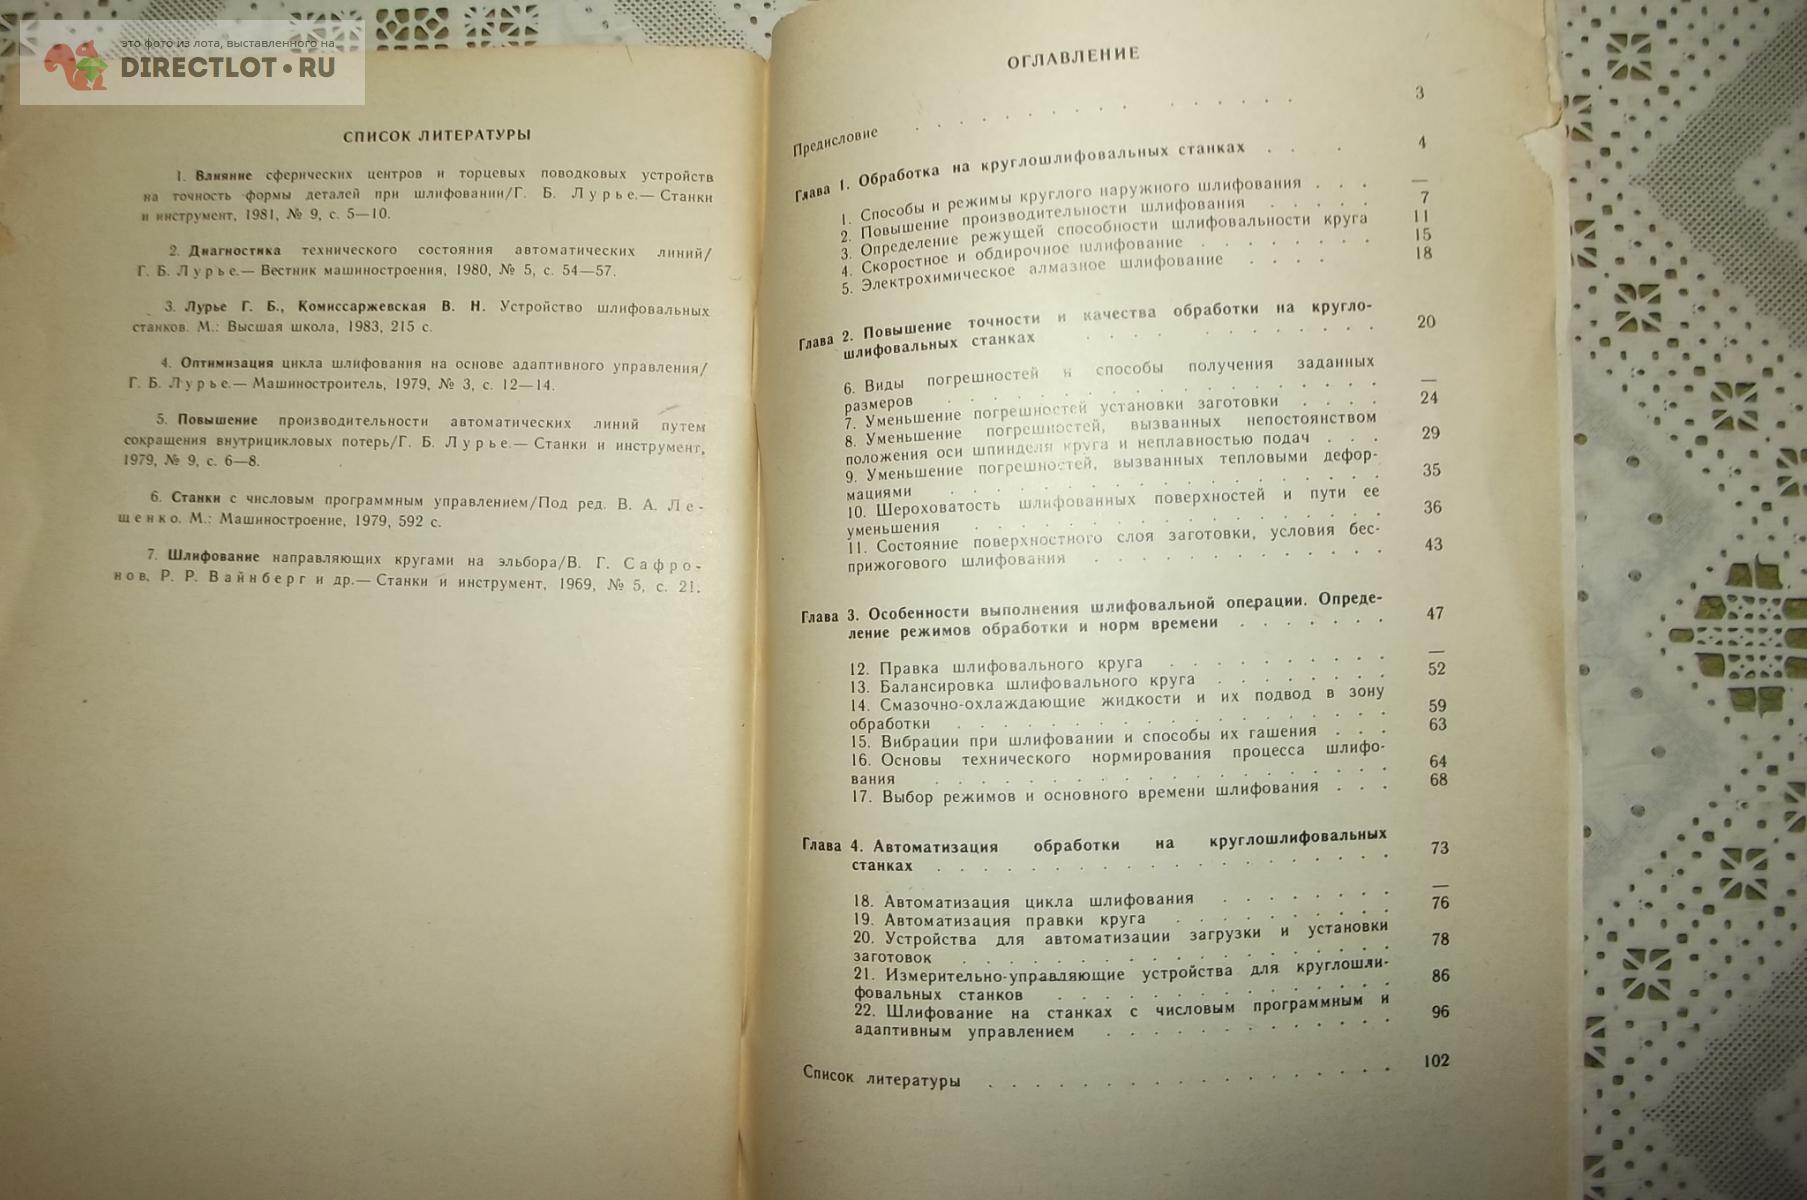 это фото из лота, выставленного на
DIRECTLOT•RU
СПИСОК ЛИТЕРАТУРЫ
1. Влияние сферических центров и торцевых поводковых устройств
на точность формы деталей при шлифовании/Г. Б. Лурье.— Станки
и инструмент, 1981, № 9, с. 5—10.
2. Диагностика технического состояния автоматических линий/
Г. Б. Лурье.— Вестник машиностроения, 1980, № 5, с. 54—57.
3. Лурье Г. Б., Комиссаржевская В. Н. Устройство шлифовальных
станков. М.: Высшая школа, 1983, 215 с.
4. Оптимизация цикла шлифования на основе адаптивного управления/
Г. Б. Лурье.— Машиностроитель, 1979, № 3, с. 12—14.
5. Повышение производительности автоматических линий путем
сокращения внутрицикловых потерь/Г. Б. Лурье.— Станки и инструмент,
1979, № 9, с. 6—8.
6. Станки с числовым программным управлением/Под ред. В. А. Ле-
щенко. М.: Машиностроение, 1979, 592 с.
7. Шлифование направляющих кругами на эльбора/В. Г. Сафро-
нов, Р. Р. Вайнберг и др.— Станки и инструмент, 1969, № 5, с. 21.
ОГЛАВЛЕНИЕ
Предисловие . . . . . . . . . . . . 3
Глава 1. Обработка на круглошлифовальных станках . . . 4
1. Способы и режимы круглого наружного шлифования . . . —
2. Повышение производительности шлифования . . . . . 7
3. Определение режущей способности шлифовальности круга 11
4. Скоростное и обдирочное шлифование . . . . . . . . 15
5. Электрохимическое алмазное шлифование . . . . 18
Глава 2. Повышение точности и качества обработки на кругло-
шлифовальных станках . . . . . . . . . . . . 20
6. Виды погрешностей и способы получения заданных
размеров . . . . . . . . . . . . . . . —
7. Уменьшение погрешностей установки заготовки . . . . 24
8. Уменьшение погрешностей, вызванных непостоянством
положения оси шпинделя круга и неплавностью подач . . . 29
9. Уменьшение погрешностей, вызванных тепловыми дефор-
мациями . . . . . . . . . . . . . . . 35
10. Шероховатость шлифованных поверхностей и пути ее
уменьшения . . . . . . . . . . . . . . 36
11. Состояние поверхностного слоя заготовки, условия бес-
прижогового шлифования . . . . . . . . . . 43
Глава 3. Особенности выполнения шлифовальной операции. Опреде-
ление режимов обработки и норм времени . . . . . . 47
12. Правка шлифовального круга . . . . . . . . . —
13. Балансировка шлифовального круга . . . . . . . 52
14. Смазочно-охлаждающие жидкости и их подвод в зону
обработки . . . . . . . . . . . . . . . 59
15. Вибрации при шлифовании и способы их гашения . . . 63
16. Основы технического нормирования процесса шлифо-
вания . . . . . . . . . . . . . . . . 64
17. Выбор режимов и основного времени шлифования . . . 68
Глава 4. Автоматизация обработки на круглошлифовальных
станках . . . . . . . . . . . . . . . . 73
18. Автоматизация цикла шлифования . . . . . . . —
19. Автоматизация правки круга . . . . . . . . . 76
20. Устройства для автоматизации загрузки и установки
заготовок . . . . . . . . . . . . . . . 78
21. Измерительно-управляющие устройства для круглошли-
фовальных станков . . . . . . . . . . . . 86
22. Шлифование на станках с числовым программным и
адаптивным управлением . . . . . . . . . . 96
Список литературы . . . . . . . . . . . . . . . . 102